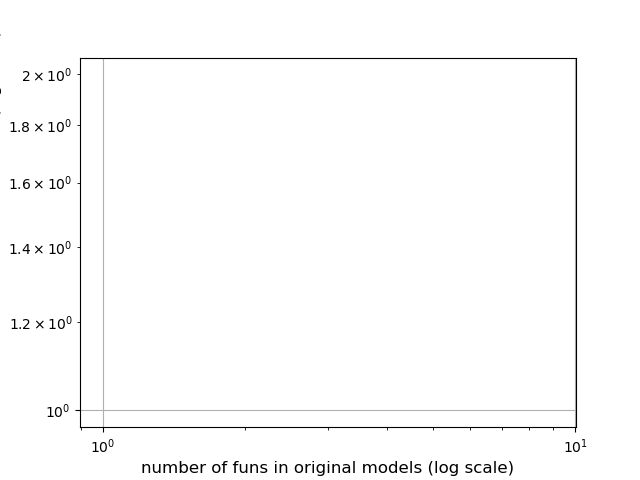 2 × 10⁰
1.8 × 10⁰
1.6 × 10⁰
1.4 × 10⁰
1.2 × 10⁰
10⁰
10⁰ 10¹
number of funs in original models (log scale)